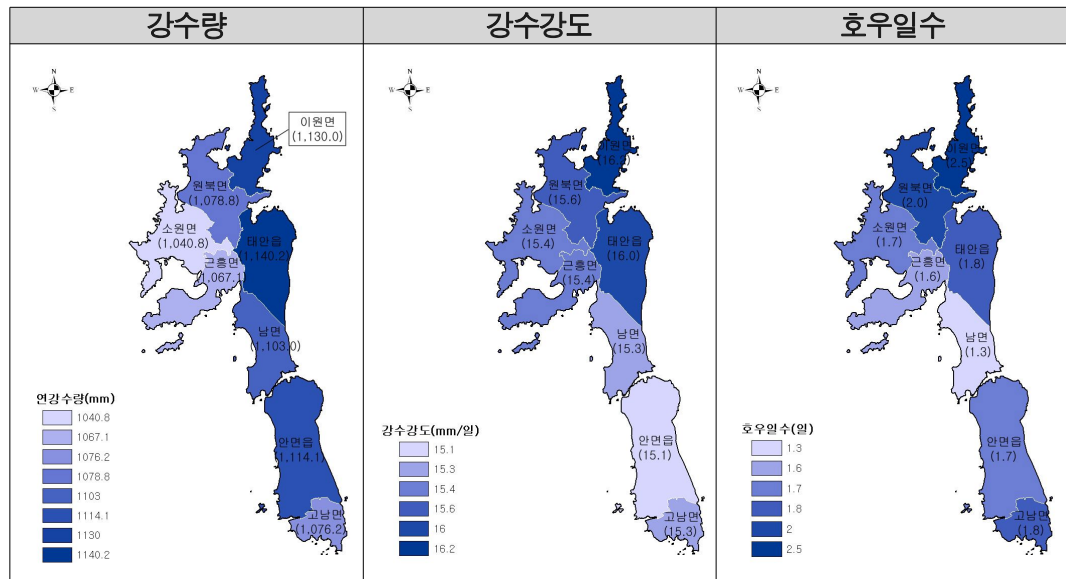 강수량
N
W
E
S
이원면
(1,130.0)
원북면
(1,078.8)
소원면
(1,040.8)
태안읍
(1,140.2)
근흥면
(1,067.1)
남면
(1,103.0)
안면읍
(1,114.1)
고남면
(1,076.2)
연강수량(mm)
1040.8
1067.1
1076.2
1078.8
1103
1114.1
1130
1140.2
강수강도
N
W
E
S
이원면
(16.2)
원북면
(15.6)
소원면
(15.4)
태안읍
(16.0)
근흥면
(15.4)
남면
(15.3)
안면읍
(15.1)
고남면
(15.3)
강수강도(mm/일)
15.1
15.3
15.4
15.6
16
16.2
호우일수
N
W
E
S
이원면
(2.5)
원북면
(2.0)
소원면
(1.7)
태안읍
(1.8)
근흥면
(1.6)
남면
(1.3)
안면읍
(1.7)
고남면
(1.8)
호우일수(일)
1.3
1.6
1.7
1.8
2
2.5